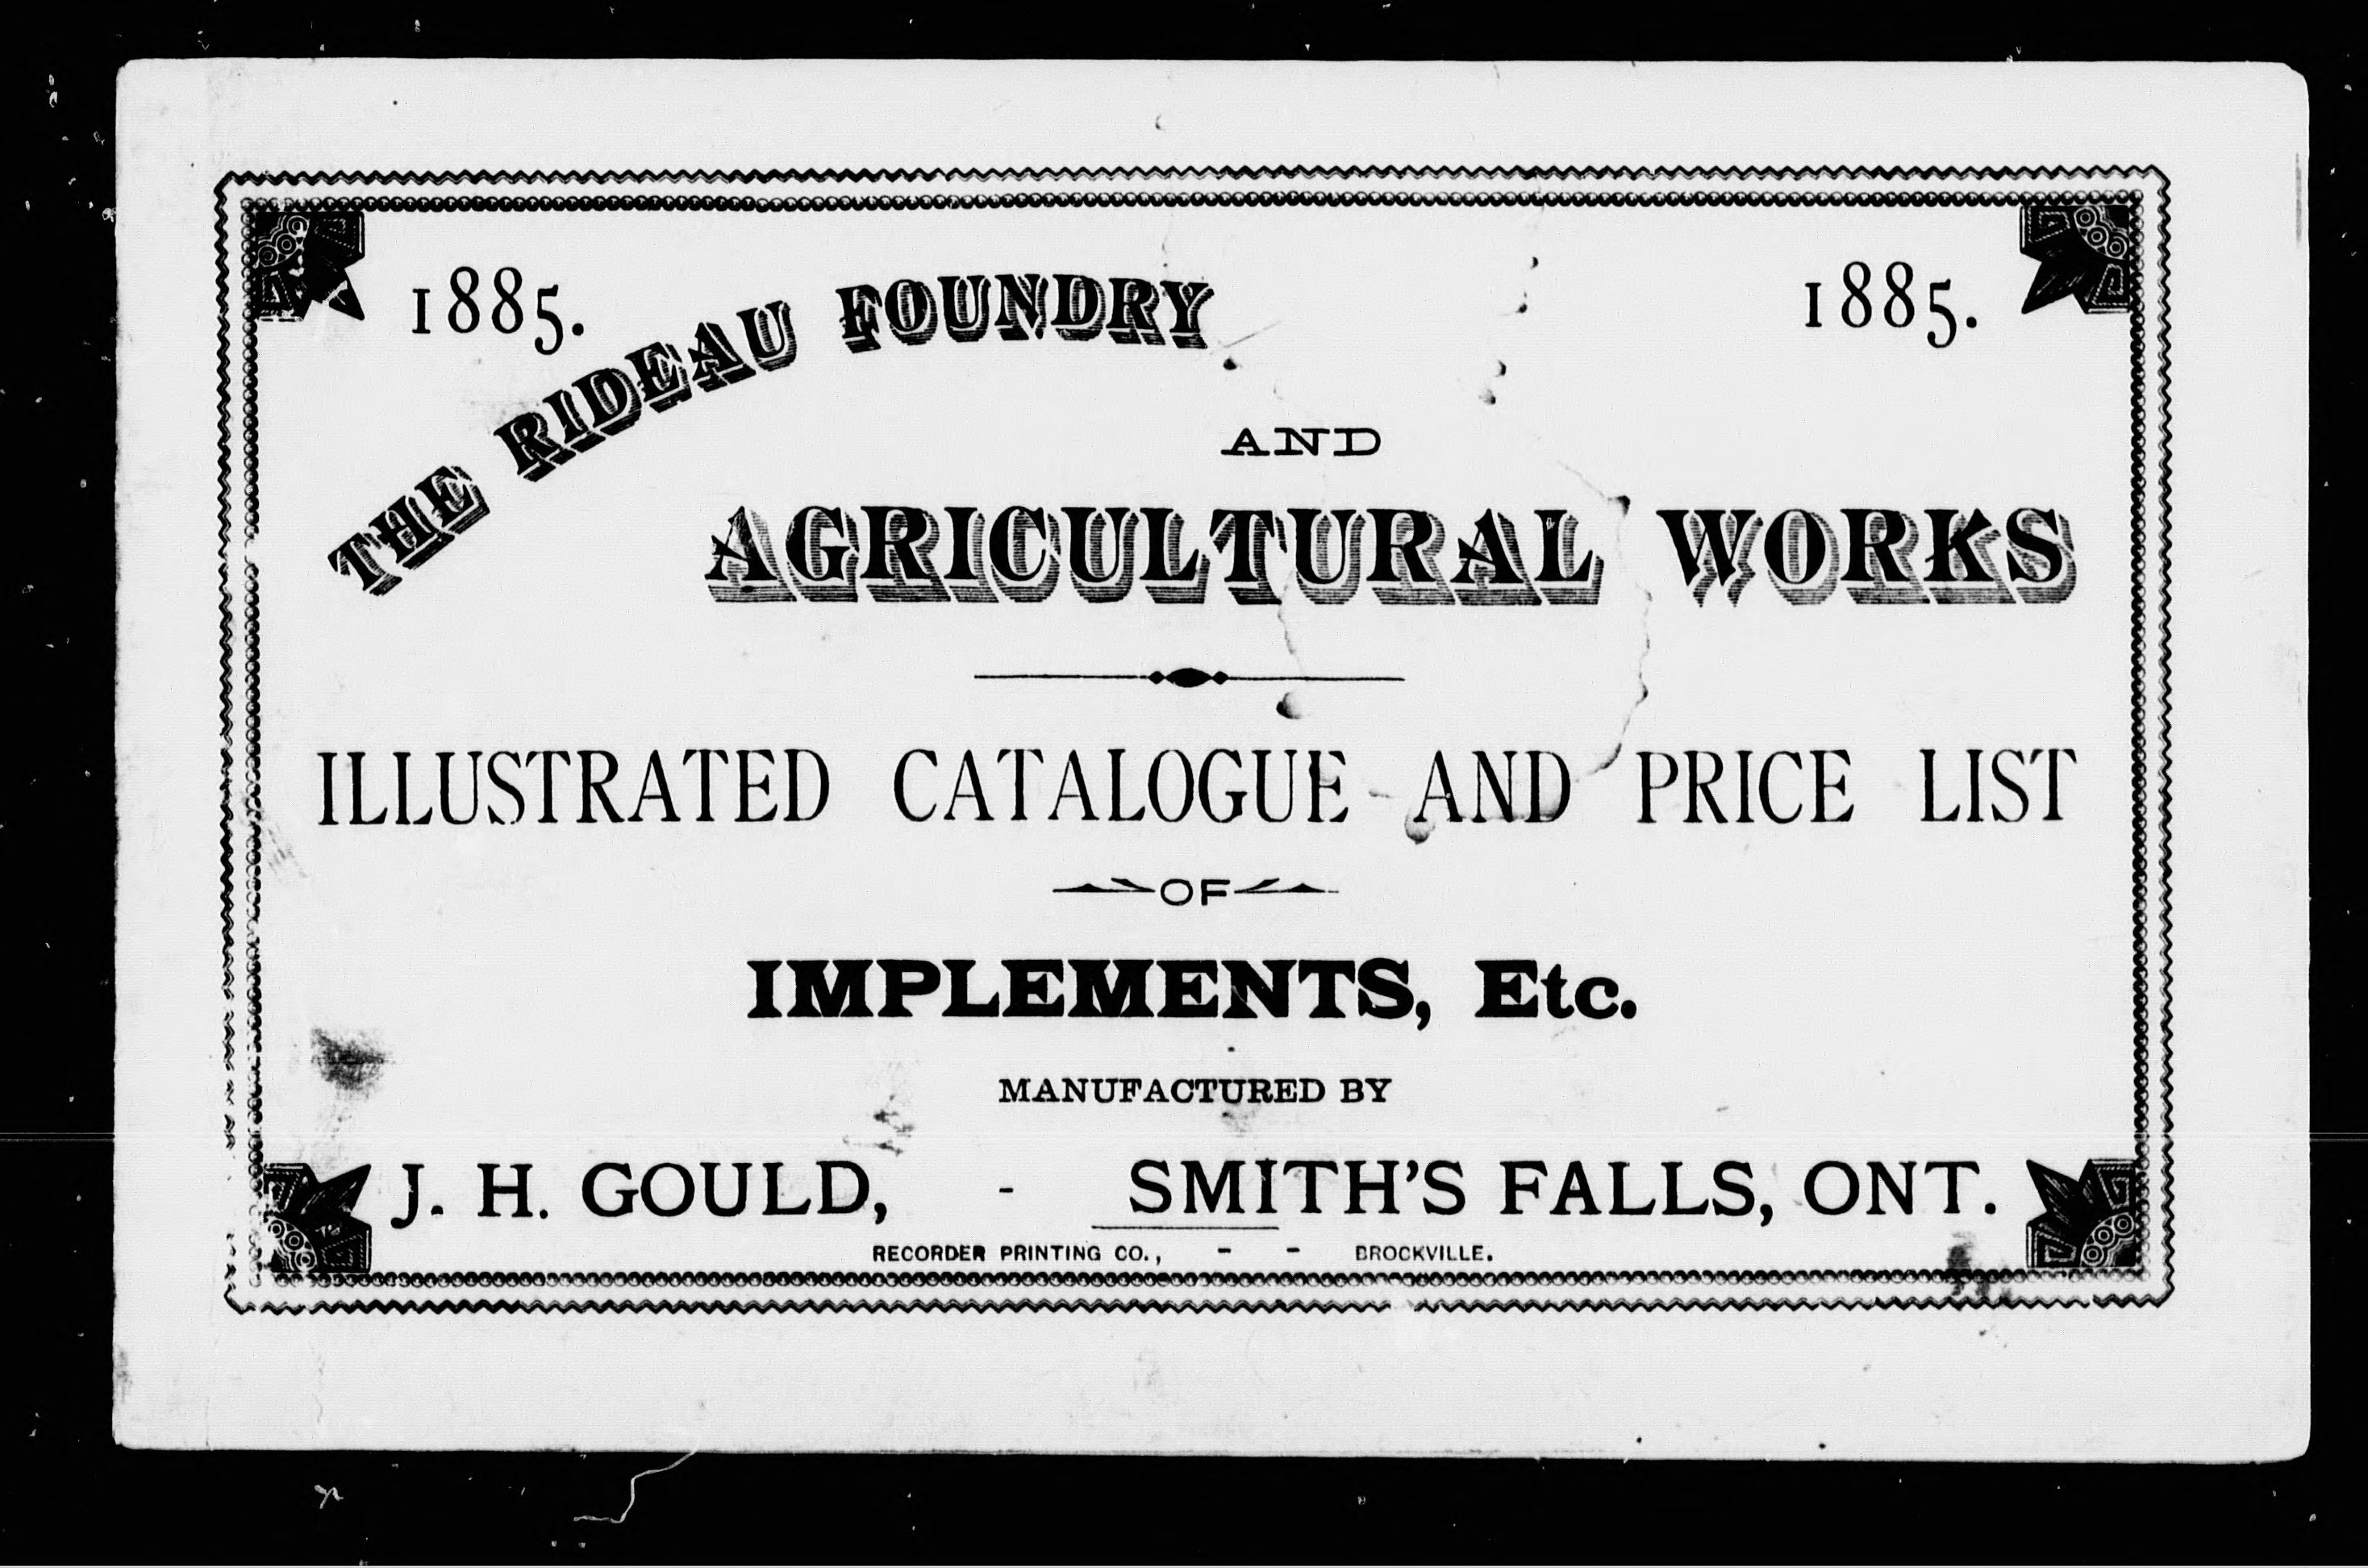 1885. 1885.
THE RIDEAU FOUNDRY
AND
AGRICULTURAL WORKS
ILLUSTRATED CATALOGUE AND PRICE LIST
OF
IMPLEMENTS, Etc.
MANUFACTURED BY
J. H. GOULD, - SMITH'S FALLS, ONT.
RECORDER PRINTING CO., - - BROCKVILLE.